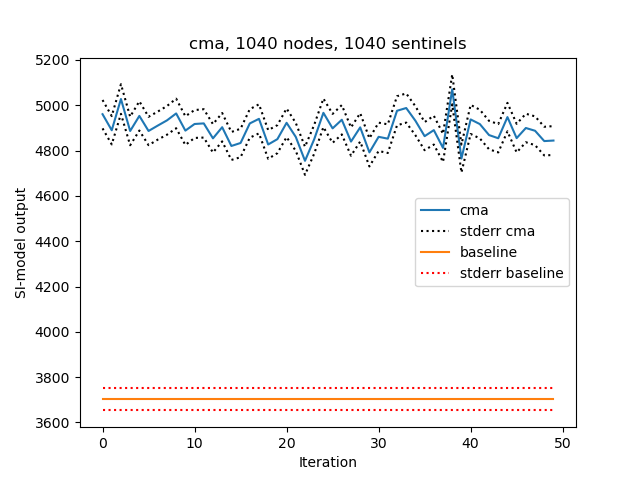 cma, 1040 nodes, 1040 sentinels
5200
5000
4800
4600
4400
4200
4000
3800
3600
SI-model output
cma
stderr cma
baseline
stderr baseline
0
10
20
30
40
50
Iteration